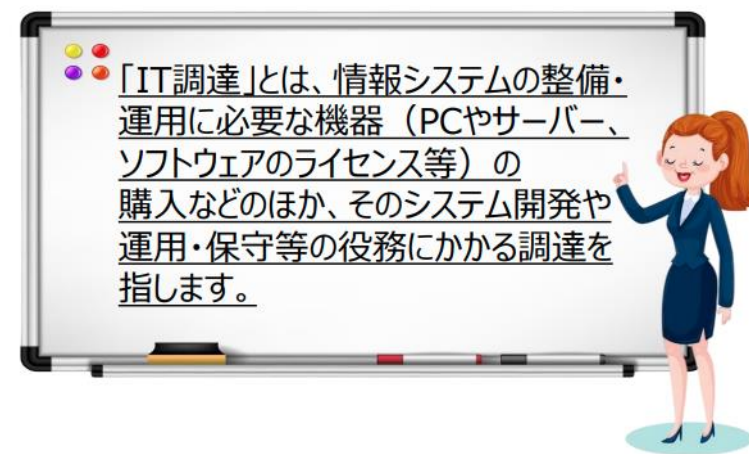 「IT調達」とは、情報システムの整備・
運用に必要な機器（PCやサーバー、
ソフトウェアのライセンス等）の
購入などのほか、そのシステム開発や
運用・保守等の役務にかかる調達を
指します。